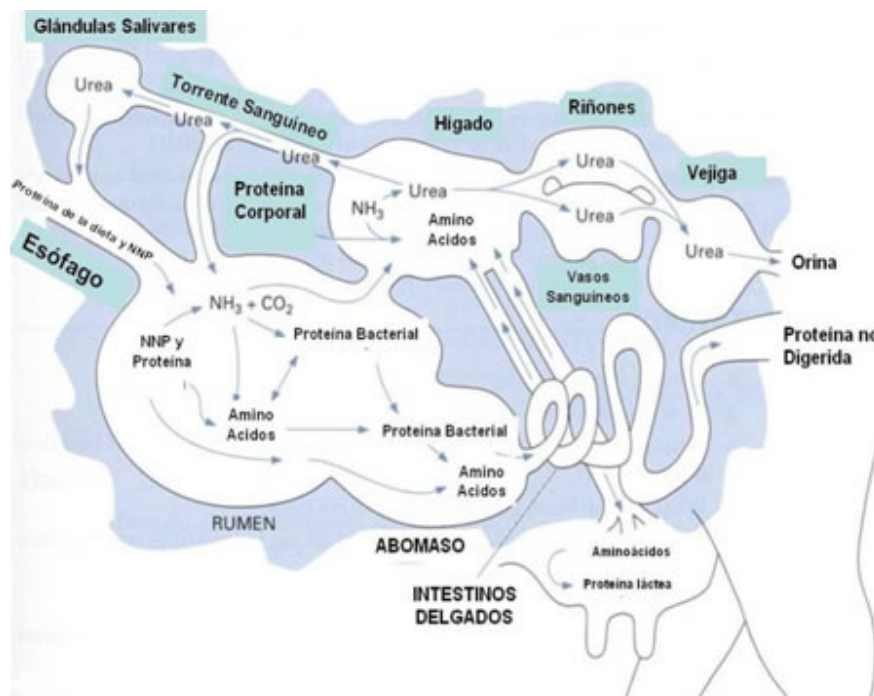 Glándulas Salivares
Urea
Torrente Sanguíneo
Urea
Urea
Hígado
Riñones
Urea
Urea
Vejiga
Urea
Orina
Proteína de la dieta y NNP
Esófago
Proteína
Corporal
NH3
Urea
Amino
Acidos
Vasos
Sanguíneos
NH3 + CO2
NNP y
Proteína
Proteína Bacterial
Amino
Acidos
Proteína Bacterial
Amino
Acidos
Proteína no
Digerida
RUMEN
ABOMASO
INTESTINOS
DELGADOS
Aminoácidos
Proteína láctea